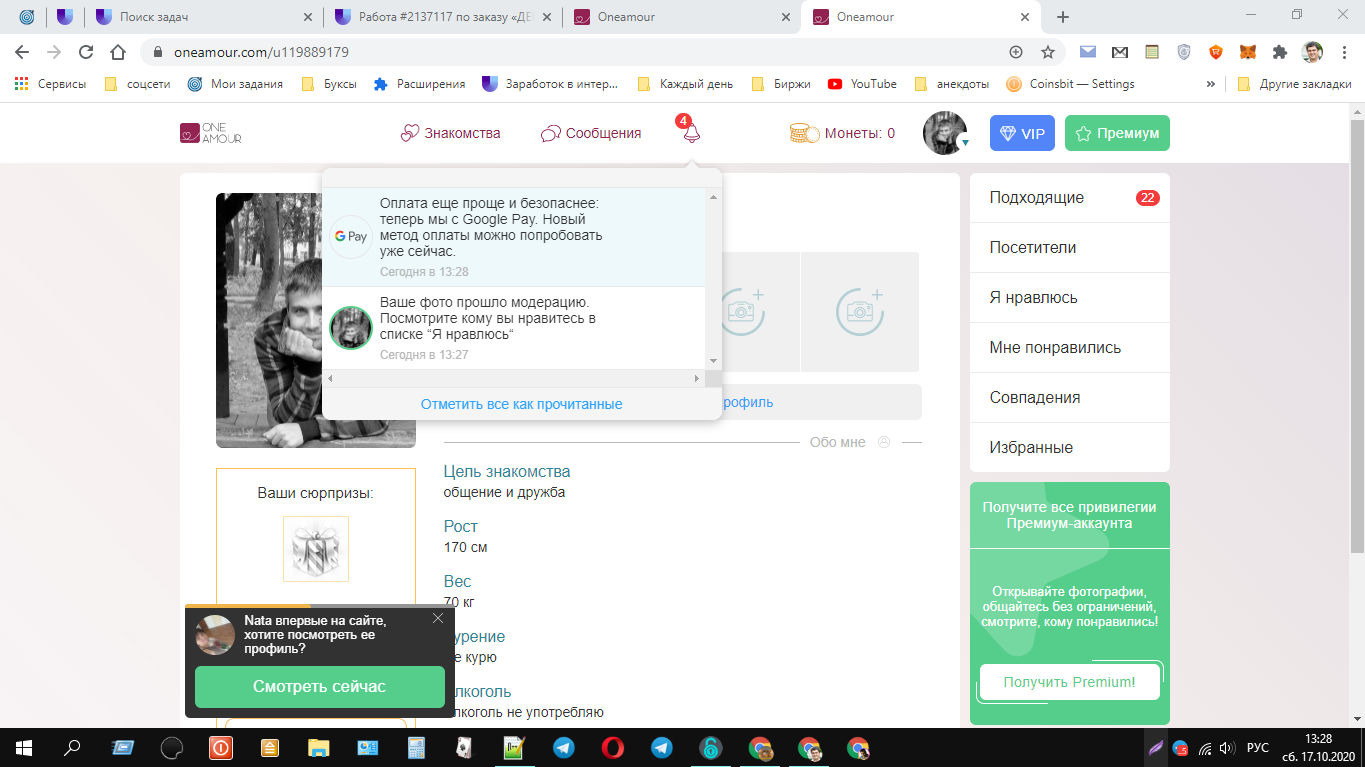 Поиск задач
Работа #2137117 по заказу «ДЕ
Oneamour
Oneamour
oneamour.com/u119889179
Сервисы
соцсети
Мои задания
Буксы
Расширения
Заработок в интер...
Каждый день
Биржи
YouTube
анекдоты
Coinsbit — Settings
»
Другие закладки
ONE
AMOUR
Знакомства
Сообщения
4
Монеты: 0
VIP
Премиум
Оплата еще проще и безопаснее:
теперь мы с Google Pay. Новый
метод оплаты можно попробовать
уже сейчас.
G Pay
Сегодня в 13:28
Ваше фото прошло модерацию.
Посмотрите кому вы нравитесь в
списке “Я нравлюсь“
Сегодня в 13:27
Отметить все как прочитанные
рофиль
Обо мне
Цель знакомства
общение и дружба
Рост
170 см
Вес
70 кг
урение
е курю
лкоголь
лкоголь не употребляю
Ваши сюрпризы:
Nata впервые на сайте,
хотите посмотреть ее
профиль?
Смотреть сейчас
Подходящие
22
Посетители
Я нравлюсь
Мне понравились
Совпадения
Избранные
Получите все привилегии
Премиум-аккаунта
Открывайте фотографии,
общайтесь без ограничений,
смотрите, кому понравились!
Получить Premium!
РУС
13:28
сб. 17.10.2020